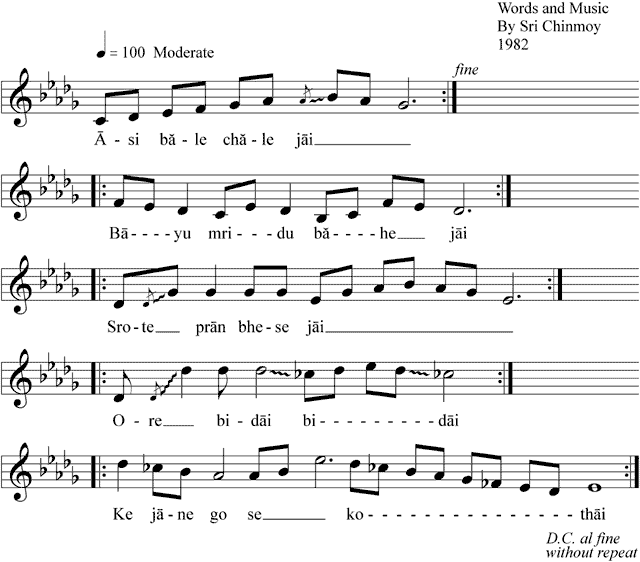 Words and Music
By Sri Chinmoy
1982
♩ = 100 Moderate
fine
Ā - si bă - le chă - le jāi
Bā - - - - yu mri - - - du bă - - - - he jāi
Sro - te prān bhe - se jāi
O - re bi - dāi bi - - - - - - - - dāi
Ke jā - ne go se ko - - - - - - - - - - - - - - - - thāi
D.C. al fine
without repeat